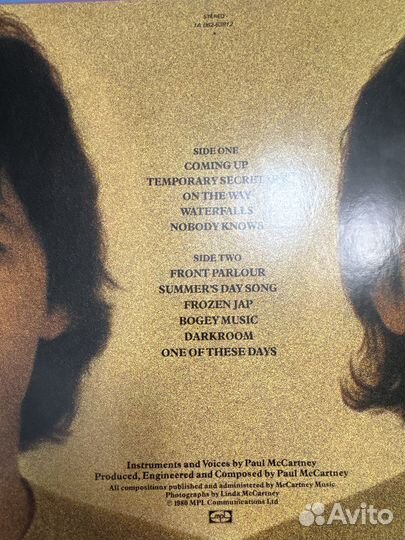 STEREO
SIDE ONE
COMING UP
TEMPORARY SECRETARY
ON THE WAY
WATERFALLS
NOBODY KNOWS
SIDE TWO
FRONT PARLOUR
SUMMER'S DAY SONG
FROZEN JAP
BOGEY MUSIC
DARKROOM
ONE OF THESE DAYS
Instruments and Voices by Paul McCartney
Produced, Engineered and Composed by Paul McCartney
All compositions published and administered by McCartney Music
Photographs by Linda McCartney
© 1980 MPL Communications Ltd
mpl
Avito